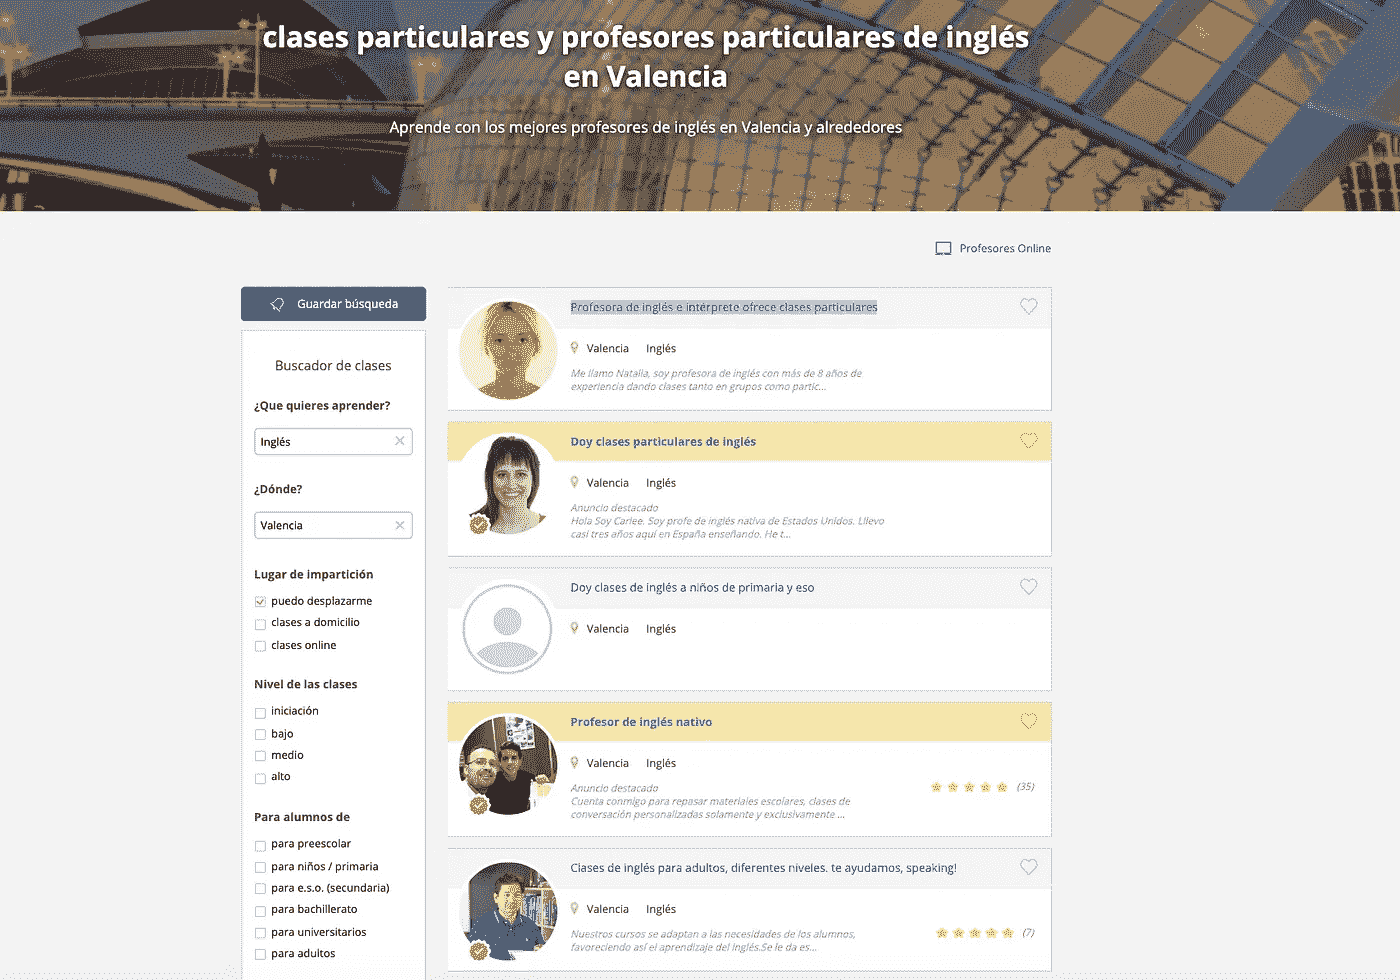 clases particulares y profesores particulares de inglés
en Valencia
Aprende con los mejores profesores de inglés en Valencia y alrededores
Profesores Online
Guardar búsqueda
Buscador de clases
¿Que quieres aprender?
Inglés
¿Dónde?
Valencia
Lugar de impartición
puedo desplazarme
clases a domicilio
clases online
Nivel de las clases
iniciación
bajo
medio
alto
Para alumnos de
para preescolar
para niños / primaria
para e.s.o. (secundaria)
para bachillerato
para universitarios
para adultos
Profesora de inglés e intérprete ofrece clases particulares
Valencia Inglés
Me llamo Natalia, soy profesora de inglés con más de 8 años de
experiencia dando clases tanto en grupos como partic...
Doy clases particulares de inglés
Valencia Inglés
Anuncio destacado
Hola Soy Carlee. Soy profe de inglés nativa de Estados Unidos. Llevo
casi tres años aquí en España enseñando. He t...
Doy clases de inglés a niños de primaria y eso
Valencia Inglés
Profesor de inglés nativo
Valencia Inglés
Anuncio destacado
Cuenta conmigo para repasar materiales escolares, clases de
conversación personalizadas solamente y exclusivamente ...
(35)
Clases de inglés para adultos, diferentes niveles. te ayudamos, speaking!
Valencia Inglés
Nuestros cursos se adaptan a las necesidades de los alumnos,
favoreciendo así el aprendizaje del Inglés.Se le da es...
(7)